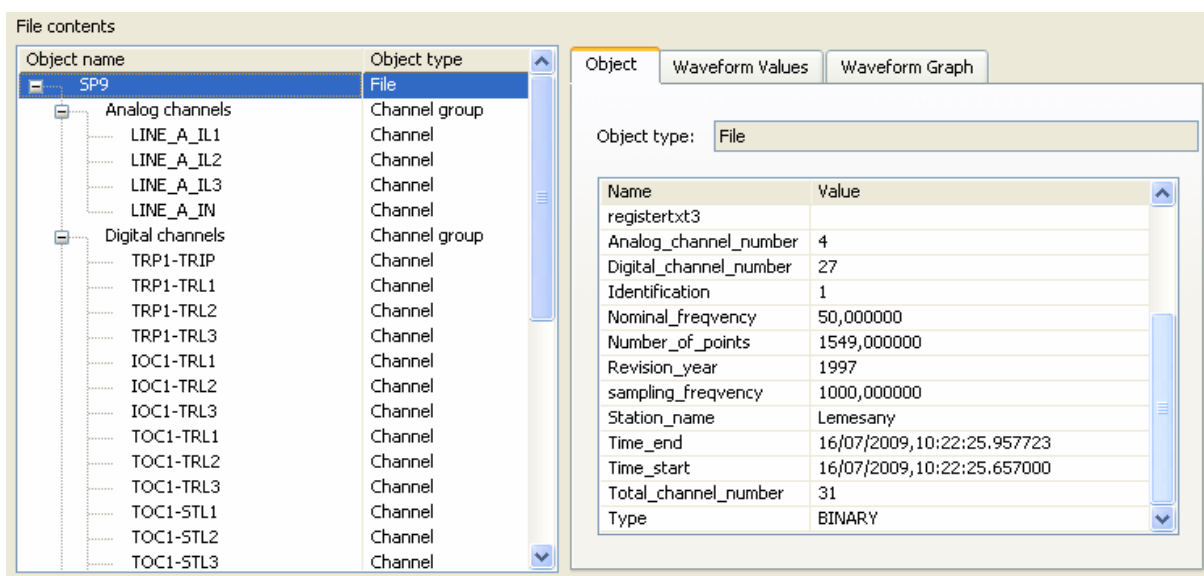 File contents
Object name Object type
SP9 File
Analog channels Channel group
LINE_A_IL1 Channel
LINE_A_IL2 Channel
LINE_A_IL3 Channel
LINE_A_IN Channel
Digital channels Channel group
TRP1-TRIP Channel
TRP1-TRL1 Channel
TRP1-TRL2 Channel
TRP1-TRL3 Channel
IOC1-TRL1 Channel
IOC1-TRL2 Channel
IOC1-TRL3 Channel
TOC1-TRL1 Channel
TOC1-TRL2 Channel
TOC1-TRL3 Channel
TOC1-STL1 Channel
TOC1-STL2 Channel
TOC1-STL3 Channel
Object Waveform Values Waveform Graph
Object type: File
Name Value
registertxt3
Analog_channel_number 4
Digital_channel_number 27
Identification 1
Nominal_freqvency 50,000000
Number_of_points 1549,000000
Revision_year 1997
sampling_freqvency 1000,000000
Station_name Lemesany
Time_end 16/07/2009,10:22:25.957723
Time_start 16/07/2009,10:22:25.657000
Total_channel_number 31
Type BINARY